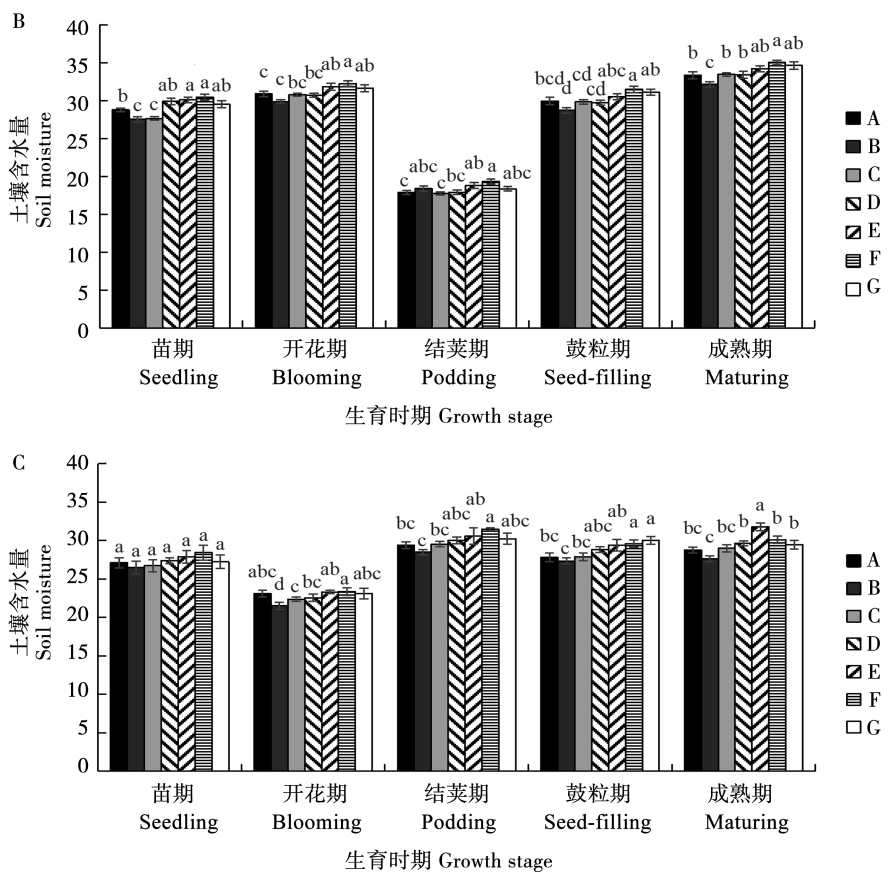 B
土壤含水量
Soil moisture
40
35
30
25
20
15
10
5
0
b c c ab a a ab
c c bc bc ab a ab
c abc c bc ab a abc
bcd d cd cd abc a ab
b c b b ab a ab
A
B
C
D
E
F
G
苗期 开花期 结荚期 鼓粒期 成熟期
Seedling Blooming Podding Seed-filling Maturing
生育时期 Growth stage
C
土壤含水量
Soil moisture
40
35
30
25
20
15
10
5
0
a a a a a a a
abc d c bc ab a abc
bc c bc abc ab a abc
bc c bc abc ab a a
bc c bc b a b b
A
B
C
D
E
F
G
苗期 开花期 结荚期 鼓粒期 成熟期
Seedling Blooming Podding Seed-filling Maturing
生育时期 Growth stage